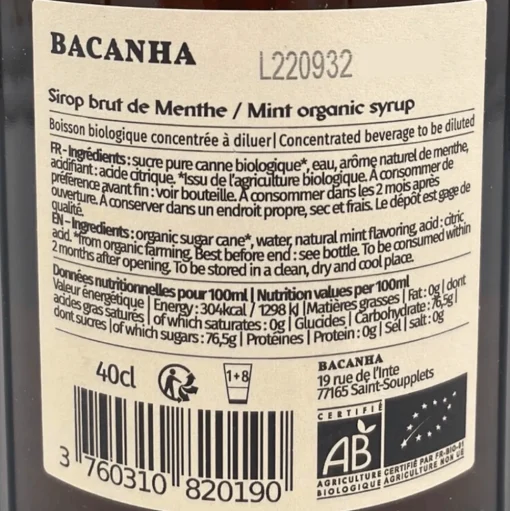 BACANHA
L220932
Sirop brut de Menthe / Mint organic syrup
Boisson biologique concentrée à diluer | Concentrated beverage to be diluted
FR - Ingrédients : sucre pure canne biologique*, eau, arôme naturel de menthe,
acidifiant : acide citrique. *Issu de l'agriculture biologique. A consommer de
préférence avant fin : voir bouteille. A consommer dans les 2 mois après
ouverture. A conserver dans un endroit propre, sec et frais. Le dépôt est gage de
qualité.
EN - Ingredients : organic sugar cane*, water, natural mint flavoring, acid : citric
acid. *from organic farming. Best before end : see bottle. To be consumed within
2 months after opening. To be stored in a clean, dry and cool place.
Données nutritionnelles pour 100ml | Nutrition values per 100ml
Valeur énergétique | Energy : 304kcal / 1298 kJ | Matières grasses | Fat : 0g | dont
acides gras saturés | of which saturates : 0g | Glucides | Carbohydrate : 76,5g |
dont sucres | of which sugars : 76,5g | Protéines | Protein : 0g | Sel | salt : 0g
40cl
1+8
BACANHA
19 rue de l'Inte
77165 Saint-Soupplets
CERTIFIÉ
AB
AGRICULTURE
BIOLOGIQUE
CERTIFIÉ PAR FR-BIO-01
AGRICULTURE NON UE
3 760310 820190